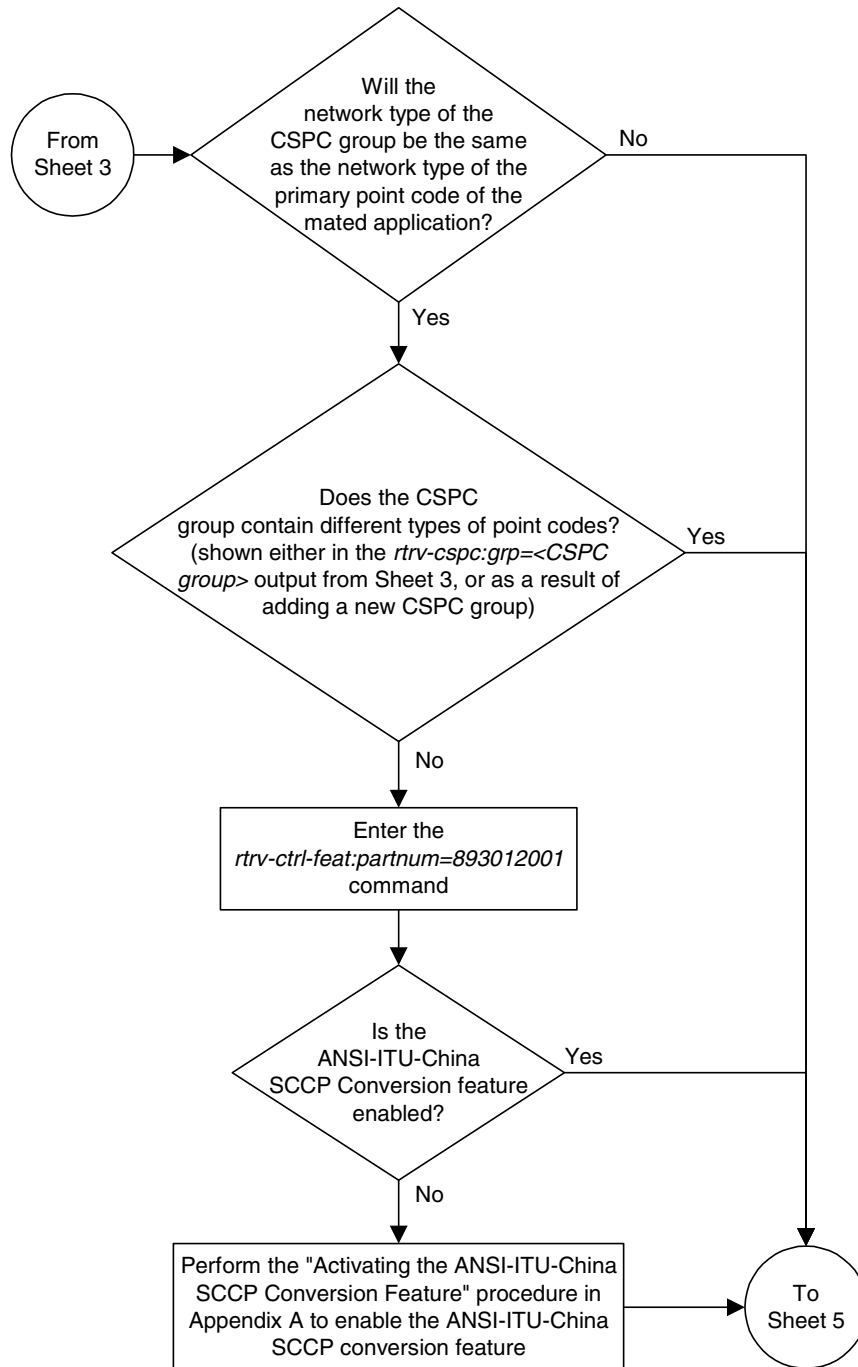 From
Sheet 3
Will the
network type of the
CSPC group be the same
as the network type of the
primary point code of the
mated application?
No
Yes
Does the CSPC
group contain different types of point codes?
(shown either in the rtrv-cspc:grp=<CSPC
group> output from Sheet 3, or as a result of
adding a new CSPC group)
Yes
No
Enter the
rtrv-ctrl-feat:partnum=893012001
command
Is the
ANSI-ITU-China
SCCP Conversion feature
enabled?
Yes
No
Perform the "Activating the ANSI-ITU-China
SCCP Conversion Feature" procedure in
Appendix A to enable the ANSI-ITU-China
SCCP conversion feature
To
Sheet 5